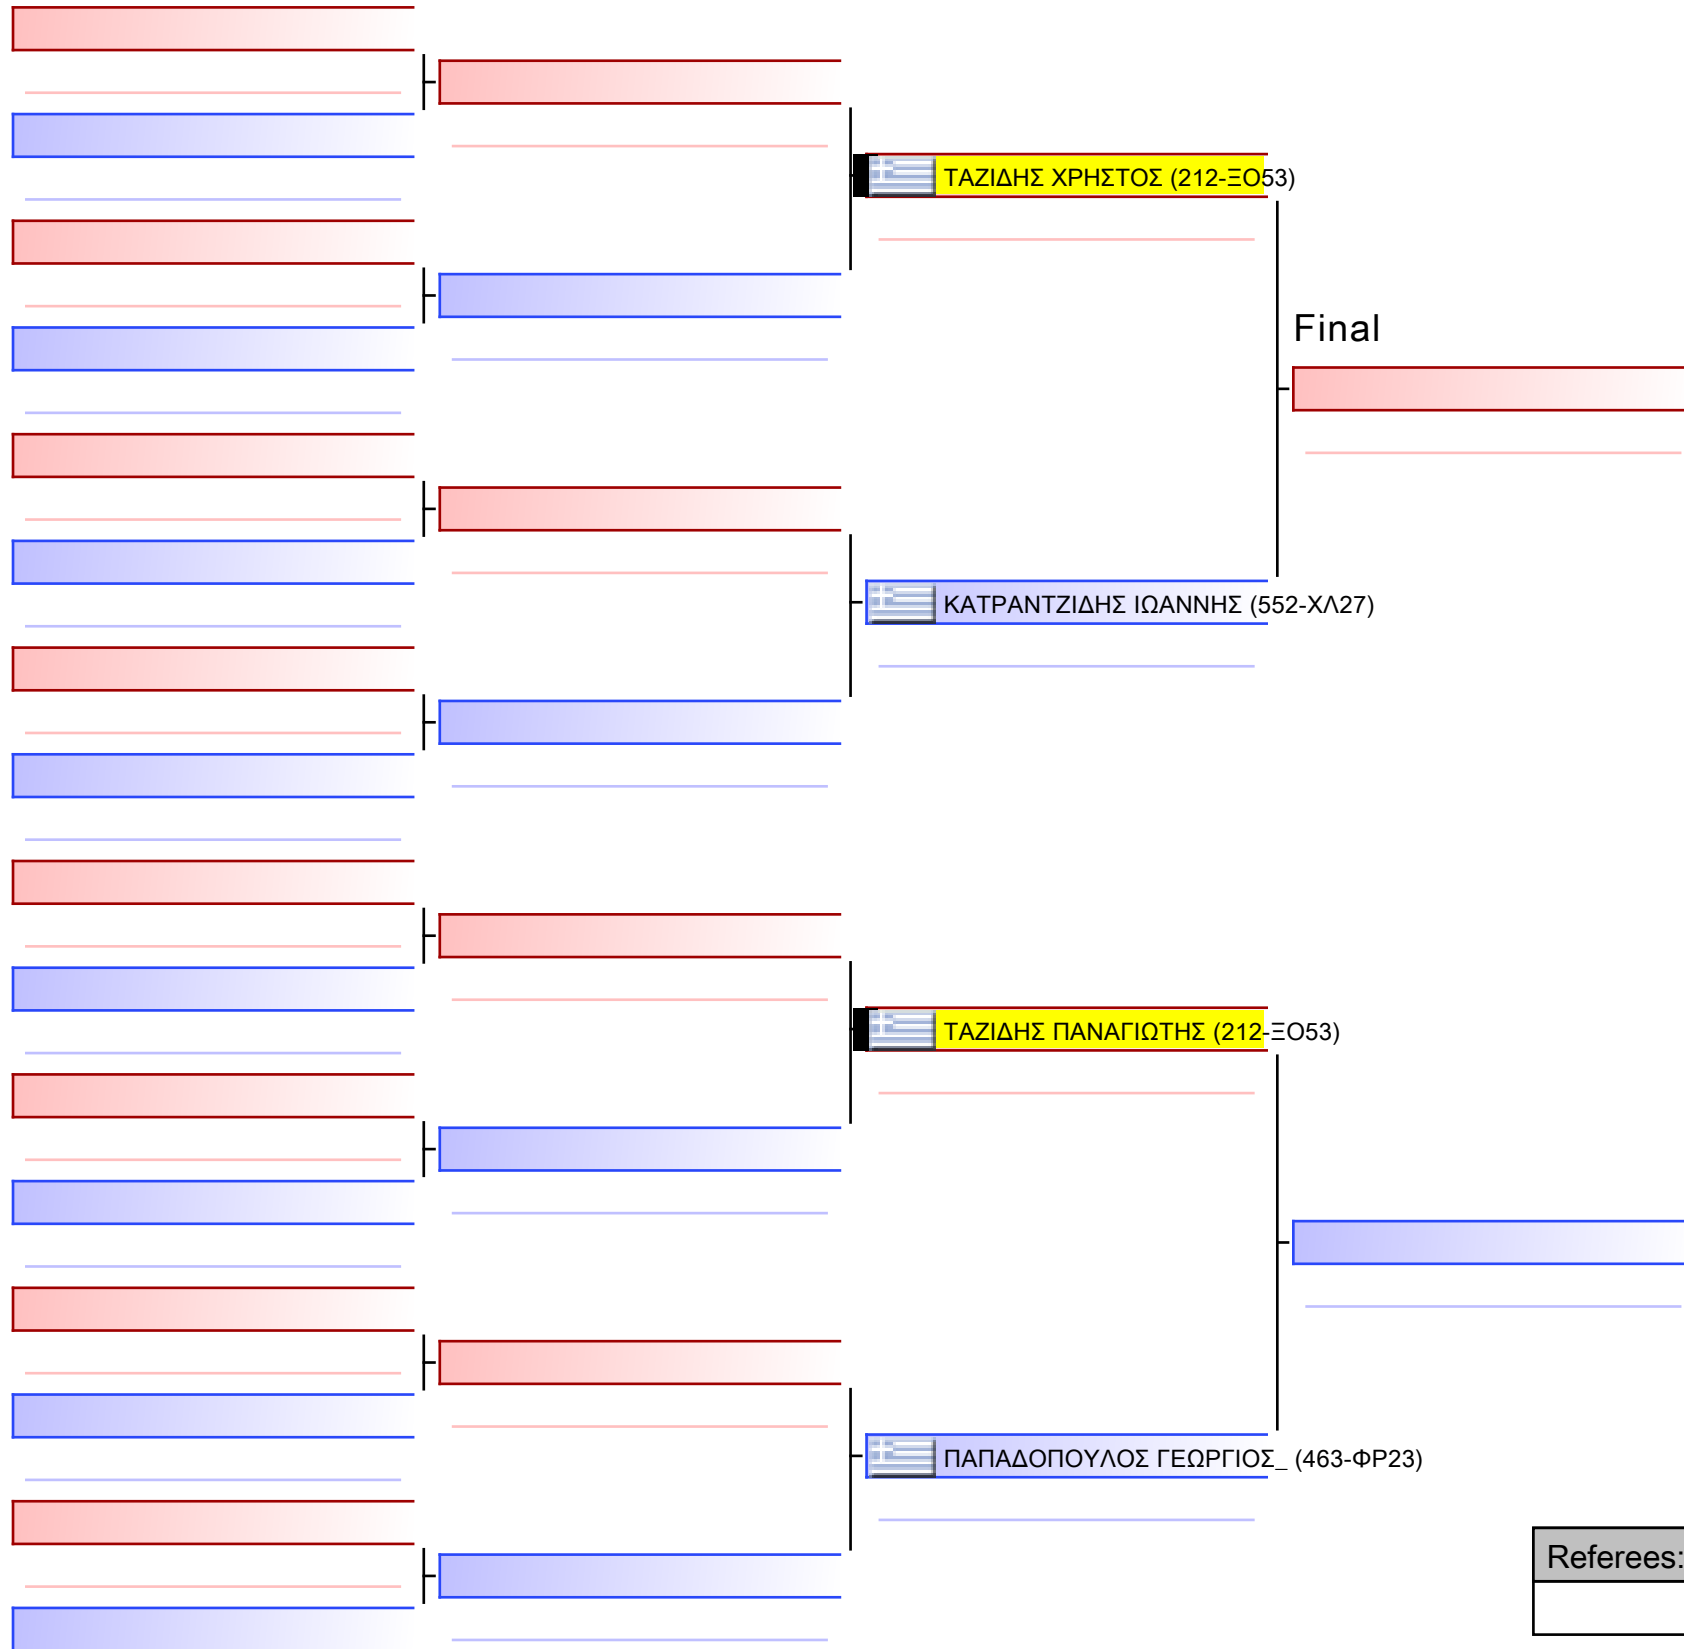 ΤΑΖΙΔΗΣ ΧΡΗΣΤΟΣ (212-ΞΟ53)
Final
ΚΑΤΡΑΝΤΖΙΔΗΣ ΙΩΑΝΝΗΣ (552-ΧΛ27)
ΤΑΖΙΔΗΣ ΠΑΝΑΓΙΩΤΗΣ (212-ΞΟ53)
ΠΑΠΑΔΟΠΟΥΛΟΣ ΓΕΩΡΓΙΟΣ_ (463-ΦΡ23)
Referees: